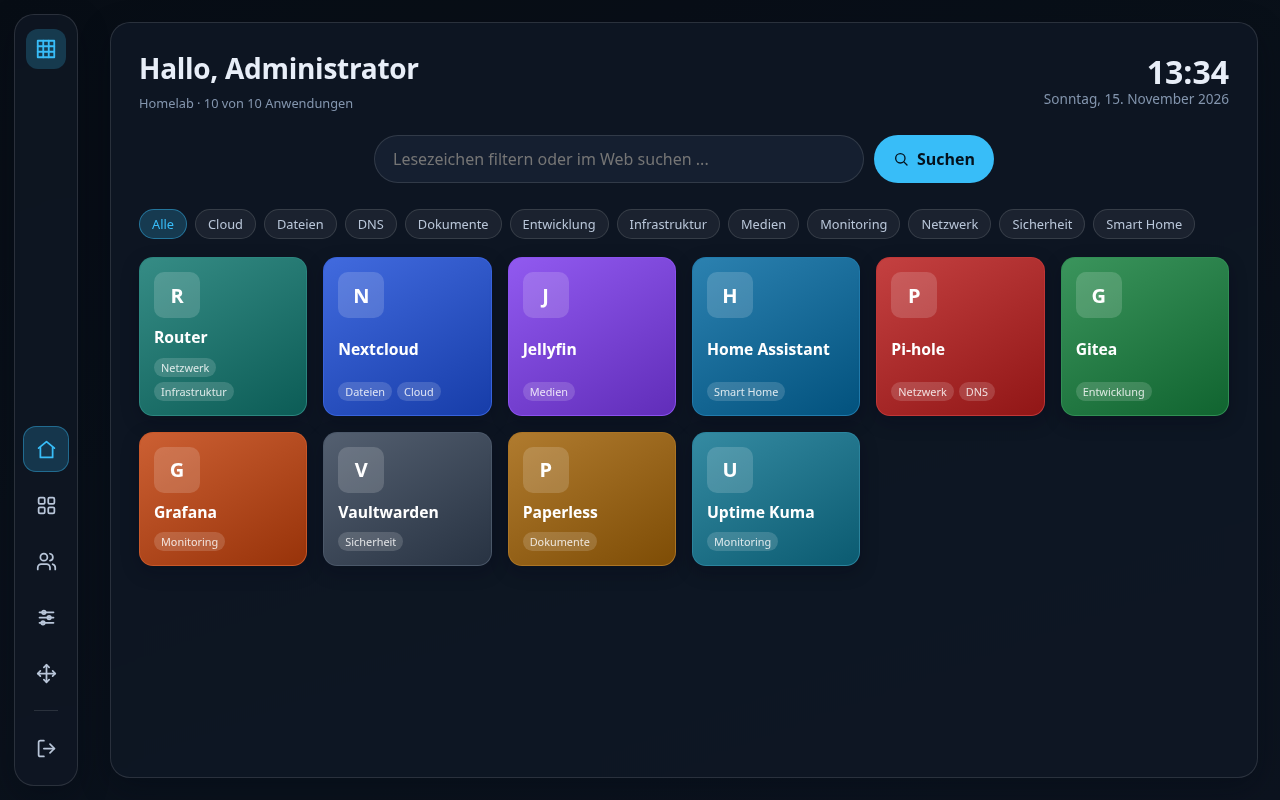 Hallo, Administrator
13:34
Homelab · 10 von 10 Anwendungen
Sonntag, 15. November 2026
Lesezeichen filtern oder im Web suchen ...
Suchen
Alle Cloud Dateien DNS Dokumente Entwicklung Infrastruktur Medien Monitoring Netzwerk Sicherheit Smart Home
R
Router
Netzwerk
Infrastruktur
N
Nextcloud
Dateien Cloud
J
Jellyfin
Medien
H
Home Assistant
Smart Home
P
Pi-hole
Netzwerk DNS
G
Gitea
Entwicklung
G
Grafana
Monitoring
V
Vaultwarden
Sicherheit
P
Paperless
Dokumente
U
Uptime Kuma
Monitoring